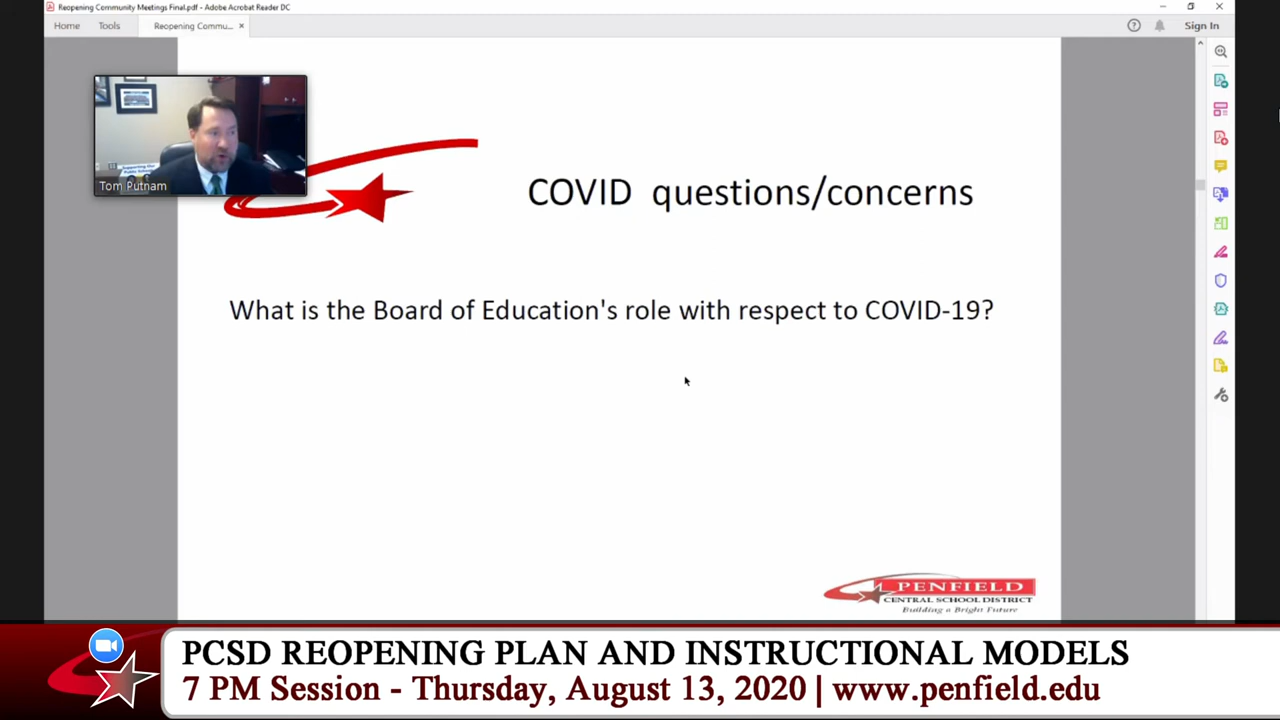 Reopening Community Meetings Final.pdf - Adobe Acrobat Reader DC
Home Tools Reopening Commu... × Sign In
Tom Putnam
COVID questions/concerns
What is the Board of Education's role with respect to COVID-19?
PENFIELD
CENTRAL SCHOOL DISTRICT
Building a Bright Future
PCSD REOPENING PLAN AND INSTRUCTIONAL MODELS
7 PM Session - Thursday, August 13, 2020 | www.penfield.edu